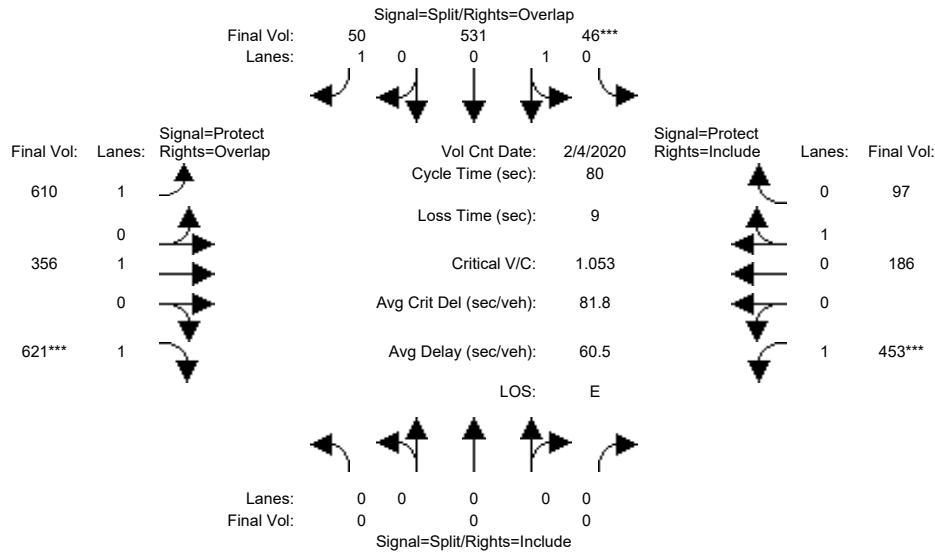 Signal=Split/Rights=Overlap
Final Vol: 50 531 46***
Lanes: 1 0 0 1 0
Signal=Protect Signal=Protect
Final Vol: Lanes: Rights=Overlap Vol Cnt Date: 2/4/2020 Rights=Include Lanes: Final Vol:
Cycle Time (sec): 80
610 1 0 97
Loss Time (sec): 9
0 1
356 1 Critical V/C: 1.053 0 186
0 Avg Crit Del (sec/veh): 81.8 0
621*** 1 Avg Delay (sec/veh): 60.5 1 453***
LOS: E
Lanes: 0 0 0 0 0
Final Vol: 0 0 0
Signal=Split/Rights=Include